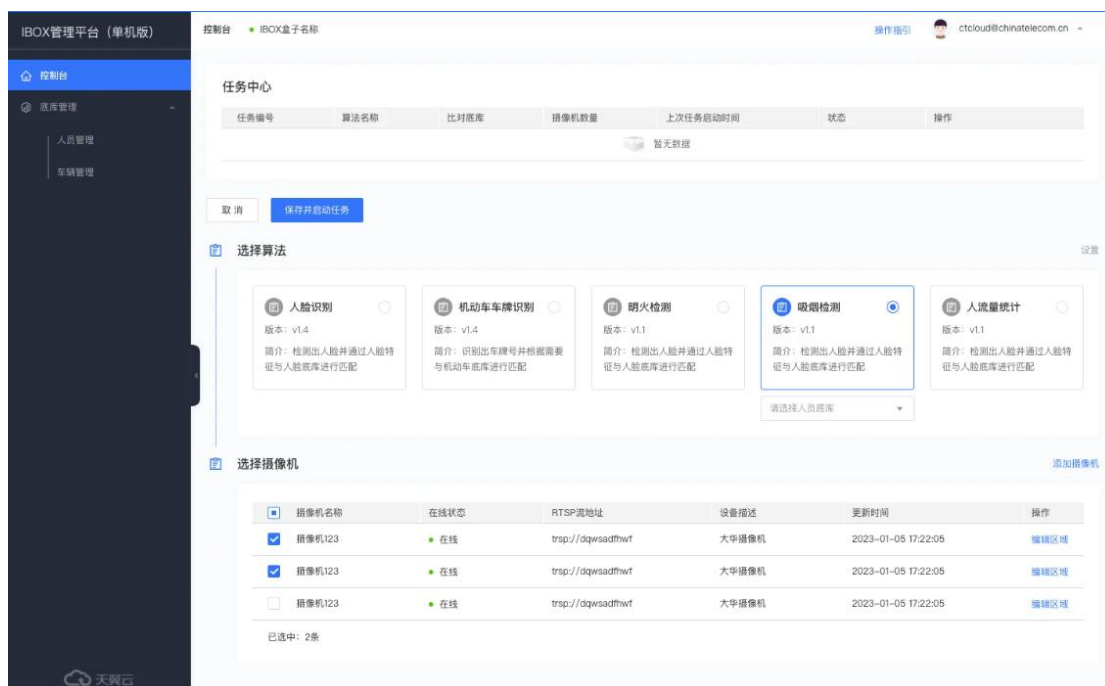 IBOX管理平台（单机版）
控制台
底库管理
人员管理
车辆管理
天翼云
控制台 IBOX盒子名称 操作指引 ctcloud@chinatelecom.cn
任务中心
任务编号 算法名称 比对底库 摄像机数量 上次任务启动时间 状态 操作
暂无数据
取消 保存并启动任务
选择算法 设置
人脸识别
版本：v1.4
简介：检测出人脸并通过人脸特
征与人脸底库进行匹配
机动车车牌识别
版本：v1.4
简介：识别出车牌号并根据需要
与机动车底库进行匹配
明火检测
版本：v1.1
简介：检测出人脸并通过人脸特
征与人脸底库进行匹配
吸烟检测
版本：v1.1
简介：检测出人脸并通过人脸特
征与人脸底库进行匹配
请选择人员底库
人流量统计
版本：v1.1
简介：检测出人脸并通过人脸特
征与人脸底库进行匹配
选择摄像机 添加摄像机
摄像机名称 在线状态 RTSP流地址 设备描述 更新时间 操作
摄像机123 在线 trsp://dqwsadfhwf 大华摄像机 2023-01-05 17:22:05 编辑区域
摄像机123 在线 trsp://dqwsadfhwf 大华摄像机 2023-01-05 17:22:05 编辑区域
摄像机123 在线 trsp://dqwsadfhwf 大华摄像机 2023-01-05 17:22:05 编辑区域
已选中：2条